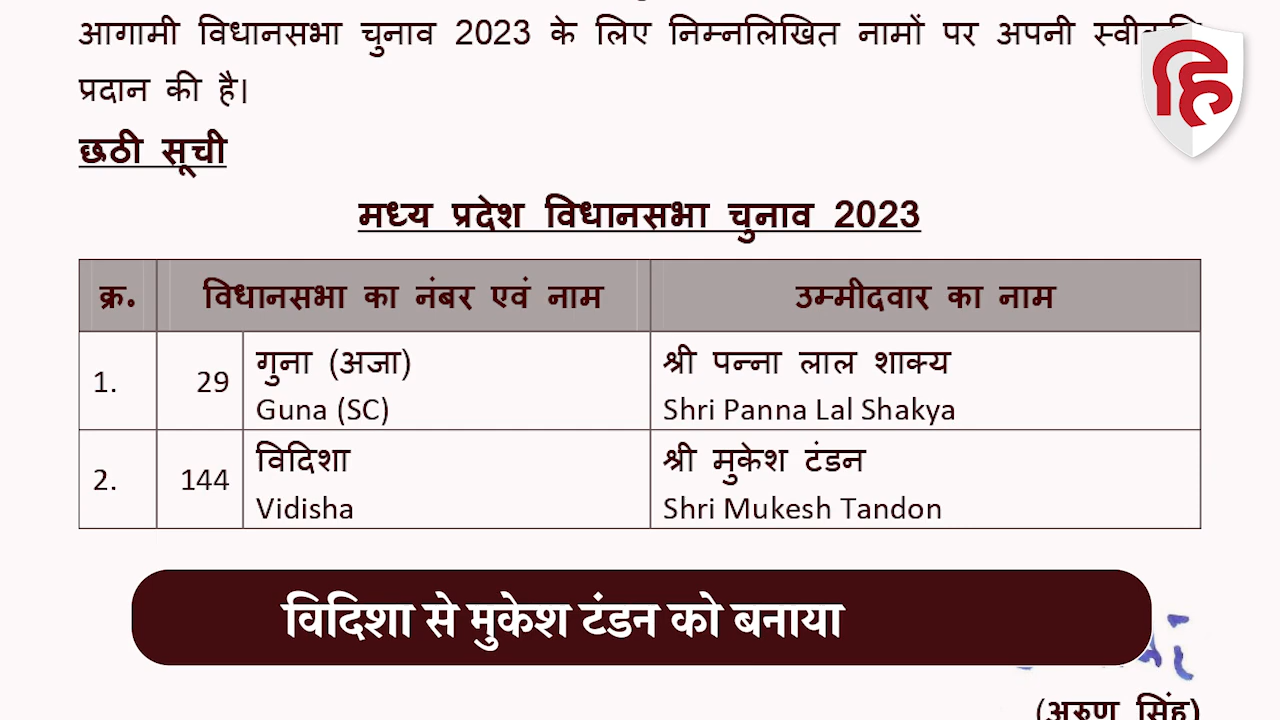 आगामी विधानसभा चुनाव 2023 के लिए निम्नलिखित नामों पर अपनी
प्रदान की है।
हि
छठी सूची
मध्य प्रदेश विधानसभा चुनाव 2023
क्र. विधानसभा का नंबर एवं नाम उम्मीदवार का नाम
1. 29 गुना (अजा) श्री पन्ना लाल शाक्य
Guna (SC) Shri Panna Lal Shakya
2. 144 विदिशा श्री मुकेश टंडन
Vidisha Shri Mukesh Tandon
विदिशा से मुकेश टंडन को बनाया
(अरुण सिंह)